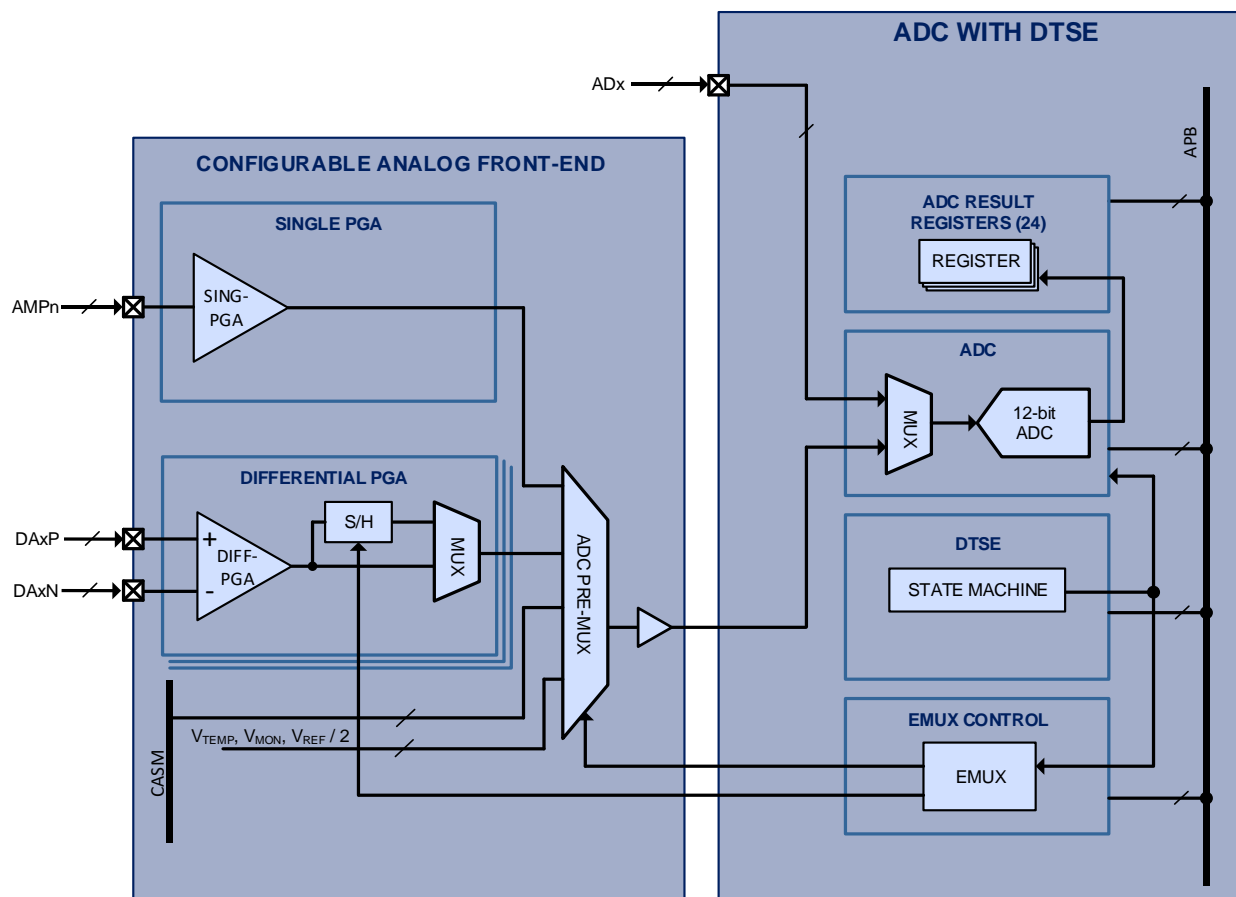 ADC WITH DTSE
ADx
APB
CONFIGURABLE ANALOG FRONT-END
ADC RESULT
REGISTERS (24)
REGISTER
SINGLE PGA
SING-
PGA
AMPn
ADC
MUX
12-bit
ADC
DIFFERENTIAL PGA
S/H
MUX
DAxP
+
DIFF-
PGA
-
DAxN
ADC PRE-MUX
DTSE
STATE MACHINE
EMUX CONTROL
EMUX
VTEMP, VMON, VREF / 2
CASM